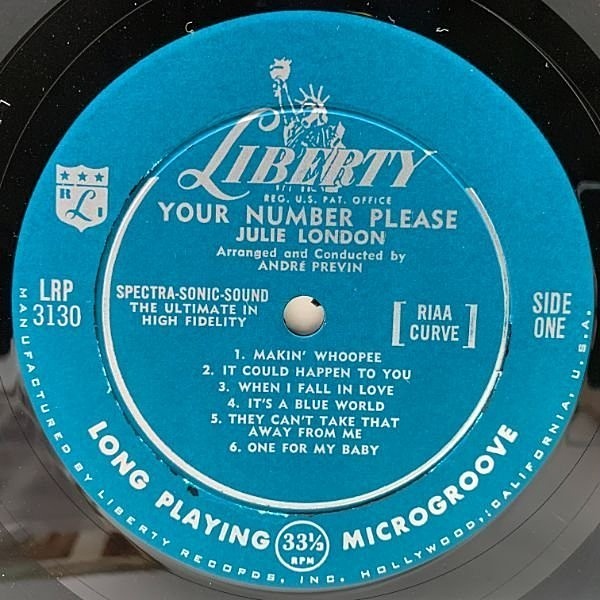 LIBERTY
REG. U.S. PAT. OFFICE
YOUR NUMBER PLEASE
JULIE LONDON
Arranged and Conducted by
ANDRÉ PREVIN
LRP
3130
SPECTRA-SONIC-SOUND
THE ULTIMATE IN
HIGH FIDELITY
[RIAA
CURVE]
SIDE
ONE
1. MAKIN' WHOOPEE
2. IT COULD HAPPEN TO YOU
3. WHEN I FALL IN LOVE
4. IT'S A BLUE WORLD
5. THEY CAN'T TAKE THAT
AWAY FROM ME
6. ONE FOR MY BABY
LONG PLAYING 33⅓ RPM MICROGROOVE
MANUFACTURED BY LIBERTY RECORDS, INC. HOLLYWOOD, CALIFORNIA, U.S.A.